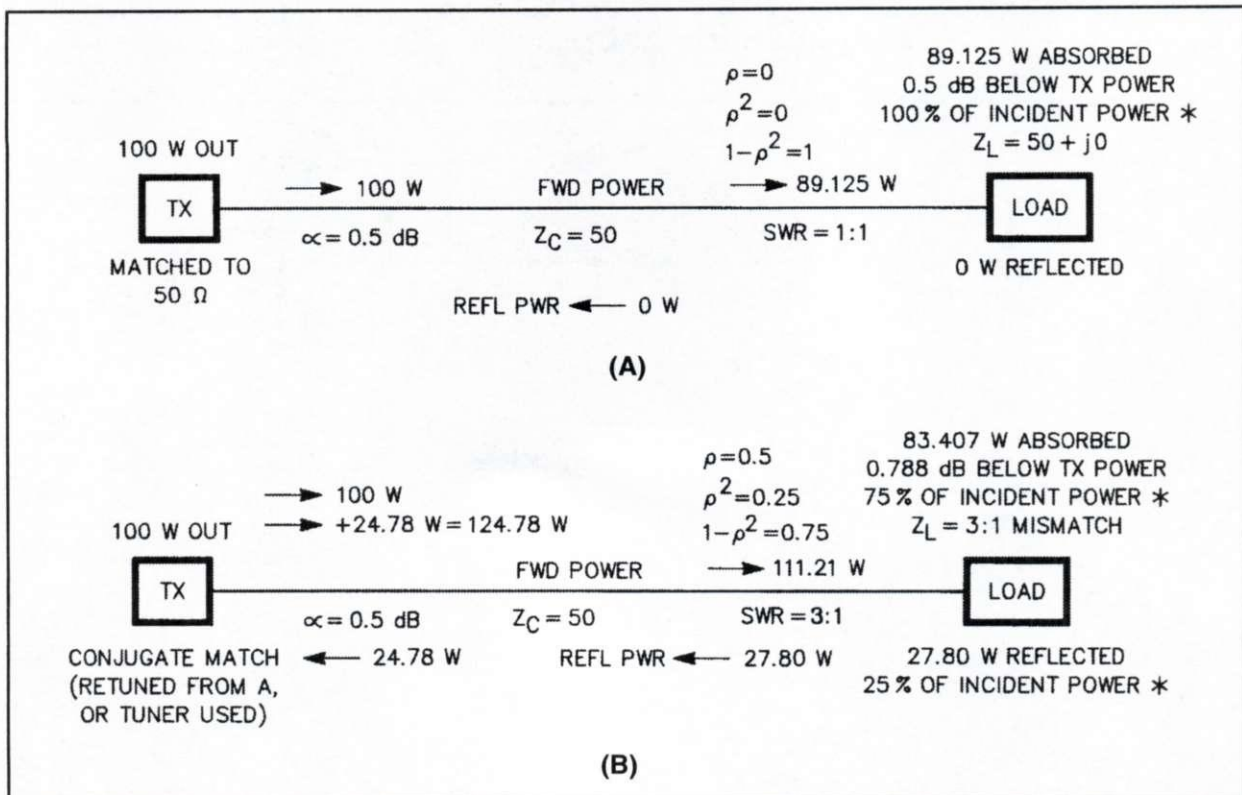 89.125 W ABSORBED
ρ=0
0.5 dB BELOW TX POWER
ρ²=0
100% OF INCIDENT POWER *
100 W OUT
1-ρ²=1
Z_L = 50 + j0
100 W
FWD POWER
89.125 W
TX
LOAD
∝= 0.5 dB
Z_C = 50
SWR = 1:1
MATCHED TO
50 Ω
0 W REFLECTED
REFL PWR ← 0 W
(A)
83.407 W ABSORBED
ρ=0.5
0.788 dB BELOW TX POWER
→ 100 W
ρ²=0.25
75% OF INCIDENT POWER *
100 W OUT
→ +24.78 W = 124.78 W
1-ρ²=0.75
Z_L = 3:1 MISMATCH
FWD POWER
→ 111.21 W
TX
LOAD
∝= 0.5 dB
Z_C = 50
SWR = 3:1
CONJUGATE MATCH
(RETUNED FROM A,
OR TUNER USED)
← 24.78 W
REFL PWR ← 27.80 W
27.80 W REFLECTED
25% OF INCIDENT POWER *
(B)